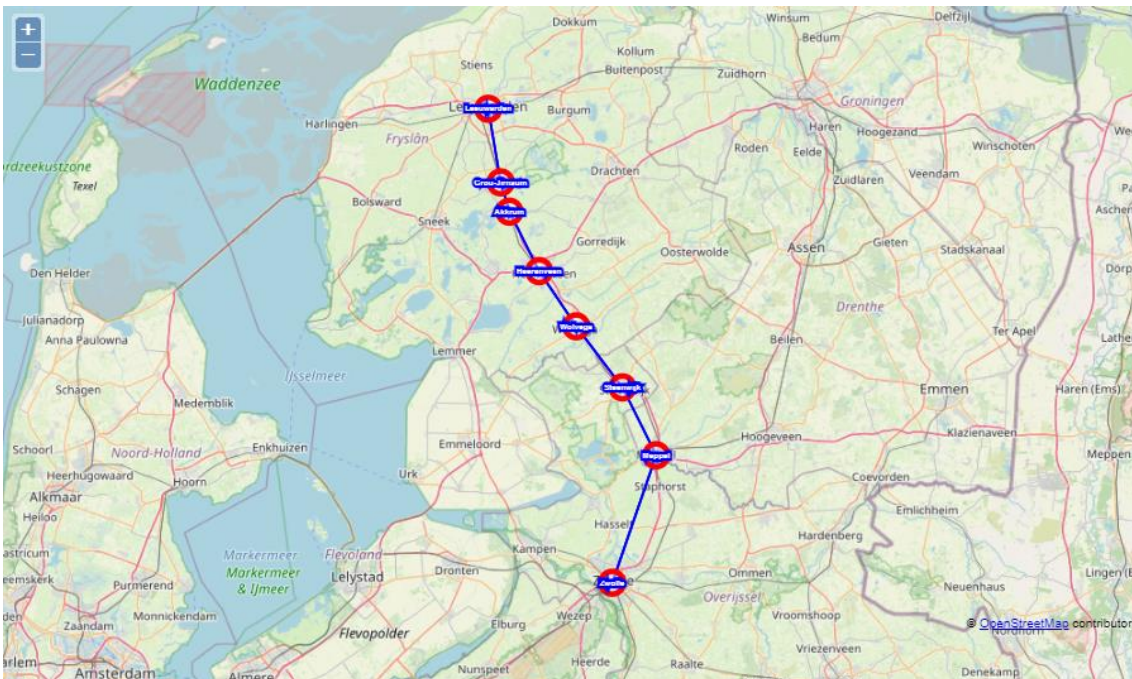 +
−
Winsum
Delfzijl
Dokkum
Bedum
Kollum
Stiens
Buitenpost
Zuidhorn
Waddenzee
Leeuwarden
Burgum
Groningen
Harlingen
Haren
Hoogezand
Fryslân
Roden
Eelde
Winschoten
Texel
Grou-Jirnsum
Drachten
Zuidlaren
Veendam
Bolsward
Akkrum
Sneek
Gorredijk
Oosterwolde
Assen
Gieten
Stadskanaal
Den Helder
Heerenveen
Drenthe
Julianadorp
Anna Paulowna
Wolvega
Ter Apel
Beilen
Lemmer
IJsselmeer
Schagen
Medemblik
Steenwijk
Emmen
Haren (Ems)
Schoorl
Noord-Holland
Enkhuizen
Emmeloord
Meppel
Hoogeveen
Klazienaveen
Heerhugowaard
Hoorn
Urk
Staphorst
Coevorden
Alkmaar
Heiloo
Hasselt
Emlichheim
Markermeer
Flevoland
Kampen
Hardenberg
Markermeer
& IJmeer
Lelystad
Dronten
Zwolle
Ommen
Purmerend
Overijssel
Neuenhaus
Monnickendam
Elburg
Wezep
Vroomshoop
Zaandam
Flevopolder
© OpenStreetMap contributor
Nordhorn
Heerde
Raalte
Vriezenveen
Nunspeet
Amsterdam
Almere
Denekamp